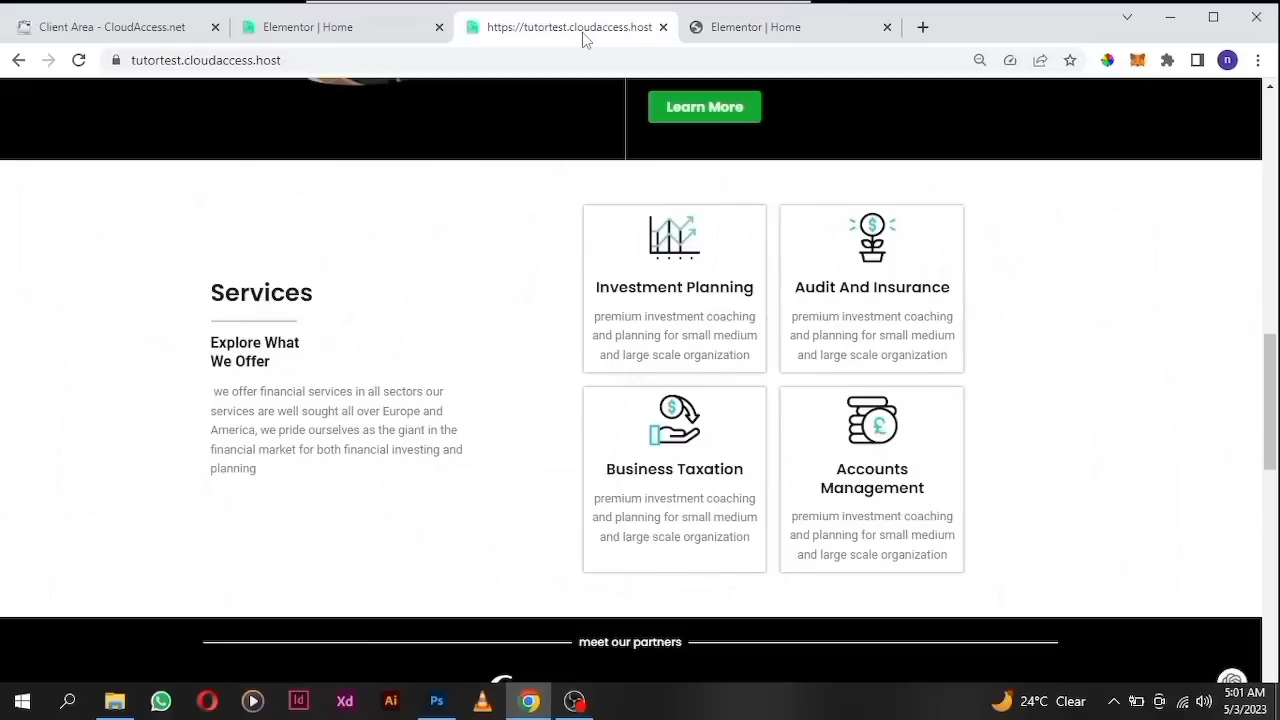 Client Area - CloudAccess.net
Elementor | Home
https://tutortest.cloudaccess.host
Elementor | Home
tutortest.cloudaccess.host
n
Learn More
Services
Explore What
We Offer
we offer financial services in all sectors our
services are well sought all over Europe and
America, we pride ourselves as the giant in the
financial market for both financial investing and
planning
Investment Planning
premium investment coaching
and planning for small medium
and large scale organization
Audit And Insurance
premium investment coaching
and planning for small medium
and large scale organization
Business Taxation
premium investment coaching
and planning for small medium
and large scale organization
Accounts
Management
premium investment coaching
and planning for small medium
and large scale organization
meet our partners
Id
Xd
Ai
Ps
24°C Clear
5:01 AM
5/3/2023
3